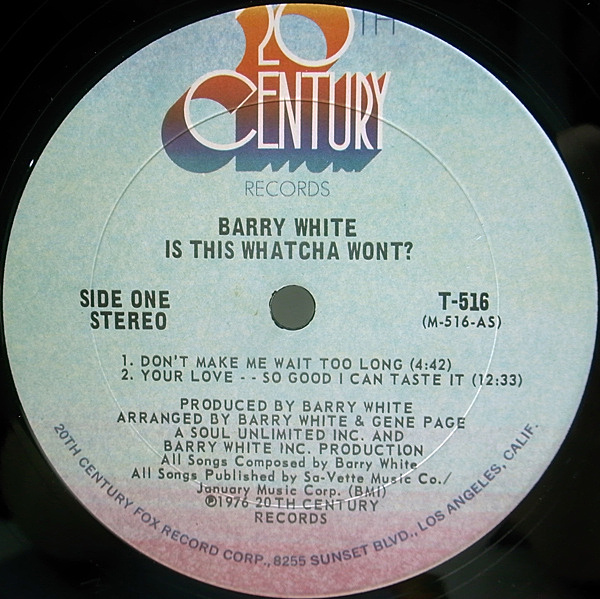 20TH
CENTURY
RECORDS
BARRY WHITE
IS THIS WHATCHA WONT?
SIDE ONE
STEREO
T-516
(M-516-AS)
1. DON'T MAKE ME WAIT TOO LONG (4:42)
2. YOUR LOVE - - SO GOOD I CAN TASTE IT (12:33)
PRODUCED BY BARRY WHITE
ARRANGED BY BARRY WHITE & GENE PAGE
A SOUL UNLIMITED INC. AND
BARRY WHITE INC. PRODUCTION
All Songs Composed by Barry White
All Songs Published by Sa-Vette Music Co./
January Music Corp. (BMI)
℗1976 20TH CENTURY
RECORDS
20TH CENTURY FOX RECORD CORP., 8255 SUNSET BLVD., LOS ANGELES, CALIF.